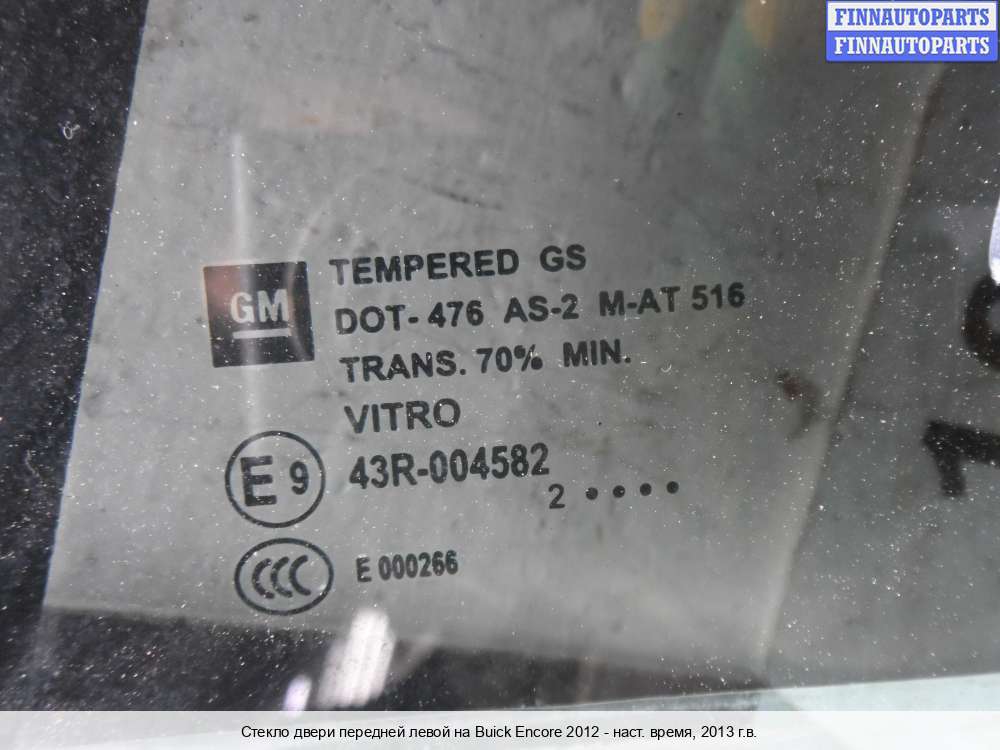 FINNAUTOPARTS
FINNAUTOPARTS
GM
TEMPERED GS
DOT- 476 AS-2 M-AT 516
TRANS. 70% MIN.
VITRO
E 9
43R-004582
2 • • • •
CCC
E 000266
Стекло двери передней левой на Buick Encore 2012 - наст. время, 2013 г.в.